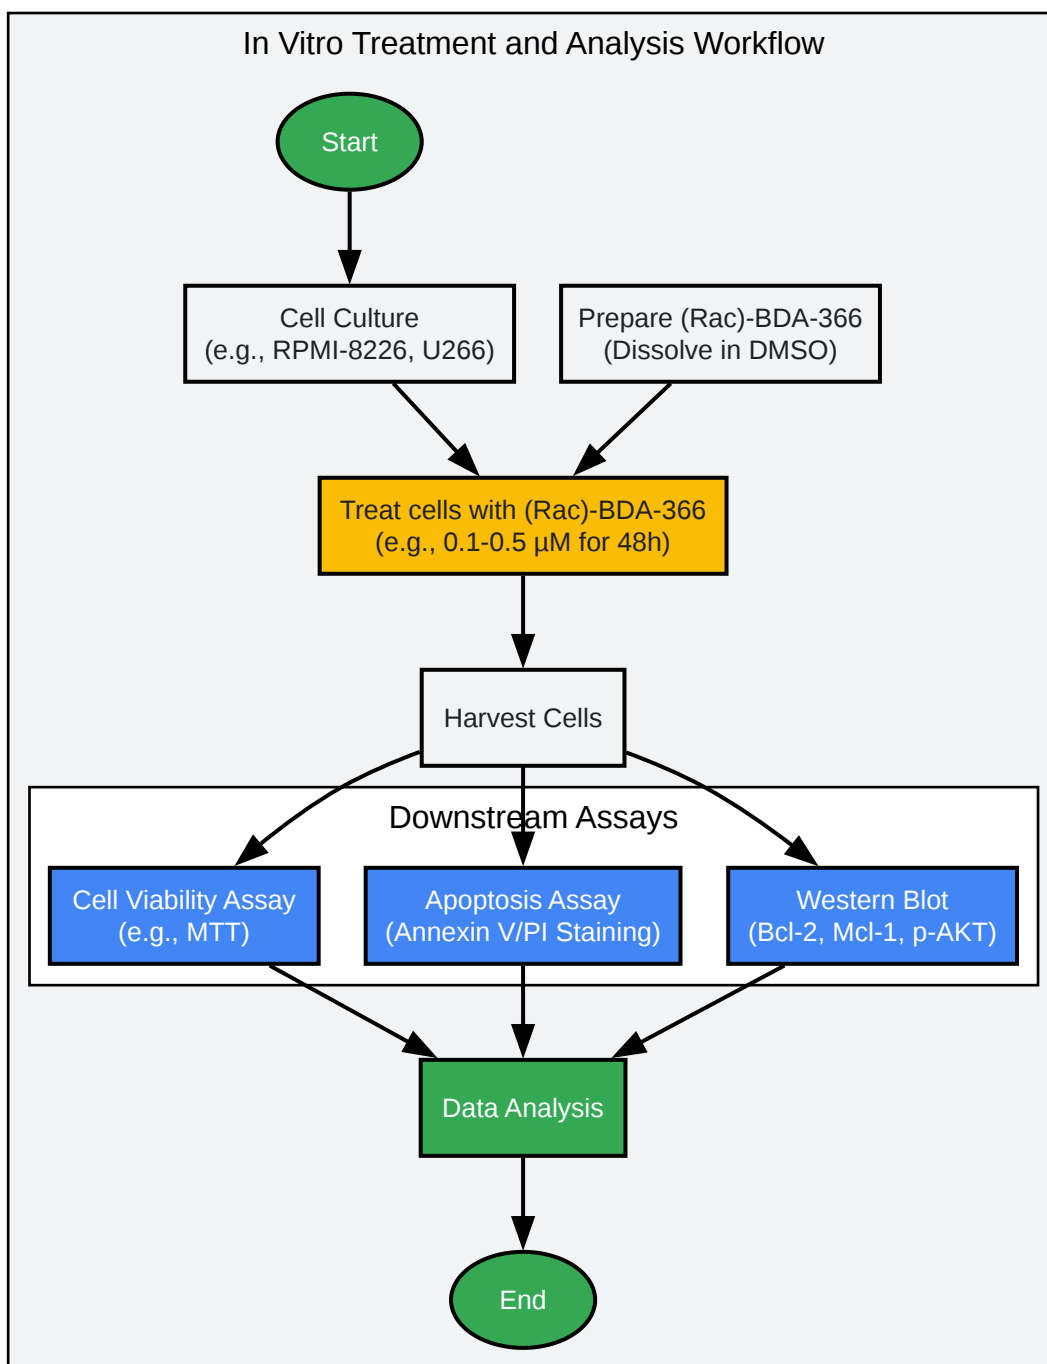 In Vitro Treatment and Analysis Workflow
Start
Cell Culture
(e.g., RPMI-8226, U266)
Prepare (Rac)-BDA-366
(Dissolve in DMSO)
Treat cells with (Rac)-BDA-366
(e.g., 0.1-0.5 µM for 48h)
Harvest Cells
Downstream Assays
Cell Viability Assay
(e.g., MTT)
Apoptosis Assay
(Annexin V/PI Staining)
Western Blot
(Bcl-2, Mcl-1, p-AKT)
Data Analysis
End